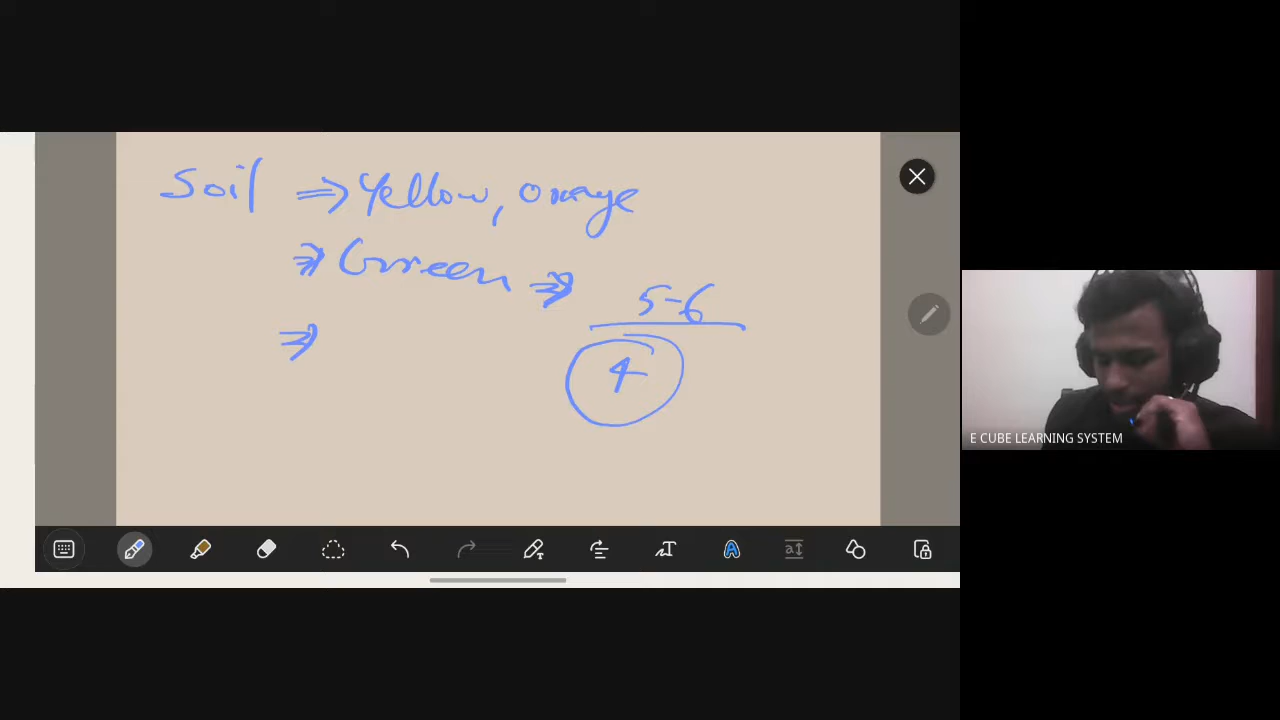 Soil ⇒ Yellow, Orange
⇒ Green ⇒
5-6
4
⇒
E CUBE LEARNING SYSTEM